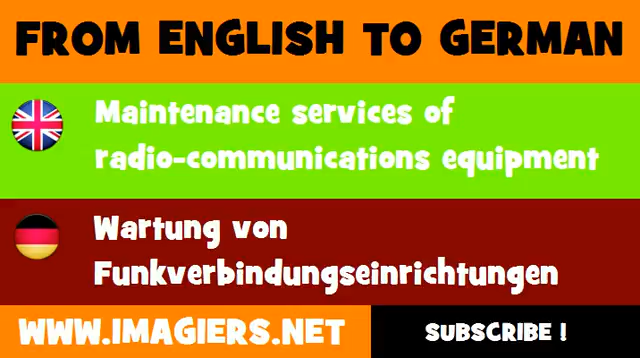 FROM ENGLISH TO GERMAN
Maintenance services of
radio-communications equipment
Wartung von
Funkverbindungseinrichtungen
WWW.IMAGIERS.NET
SUBSCRIBE !